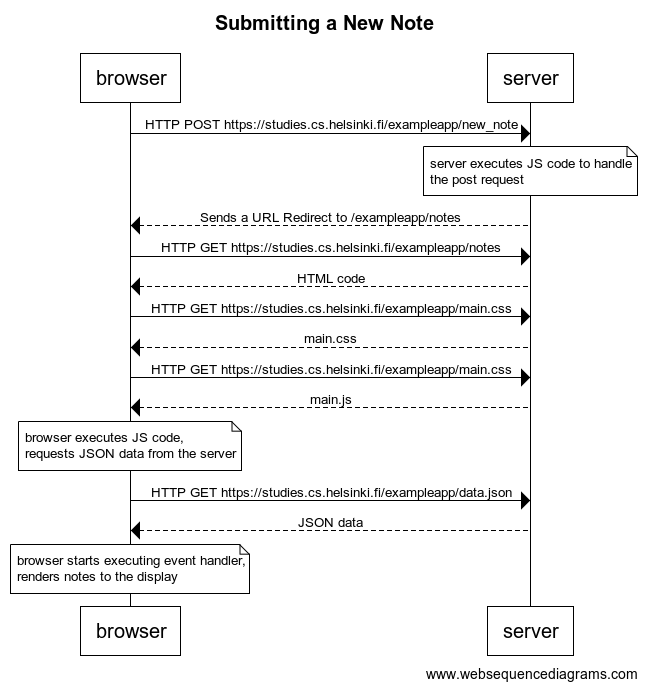 Submitting a New Note
browser
server
HTTP POST https://studies.cs.helsinki.fi/exampleapp/new_note
server executes JS code to handle
the post request
Sends a URL Redirect to /exampleapp/notes
HTTP GET https://studies.cs.helsinki.fi/exampleapp/notes
HTML code
HTTP GET https://studies.cs.helsinki.fi/exampleapp/main.css
main.css
HTTP GET https://studies.cs.helsinki.fi/exampleapp/main.css
main.js
browser executes JS code,
requests JSON data from the server
HTTP GET https://studies.cs.helsinki.fi/exampleapp/data.json
JSON data
browser starts executing event handler,
renders notes to the display
browser
server
www.websequencediagrams.com